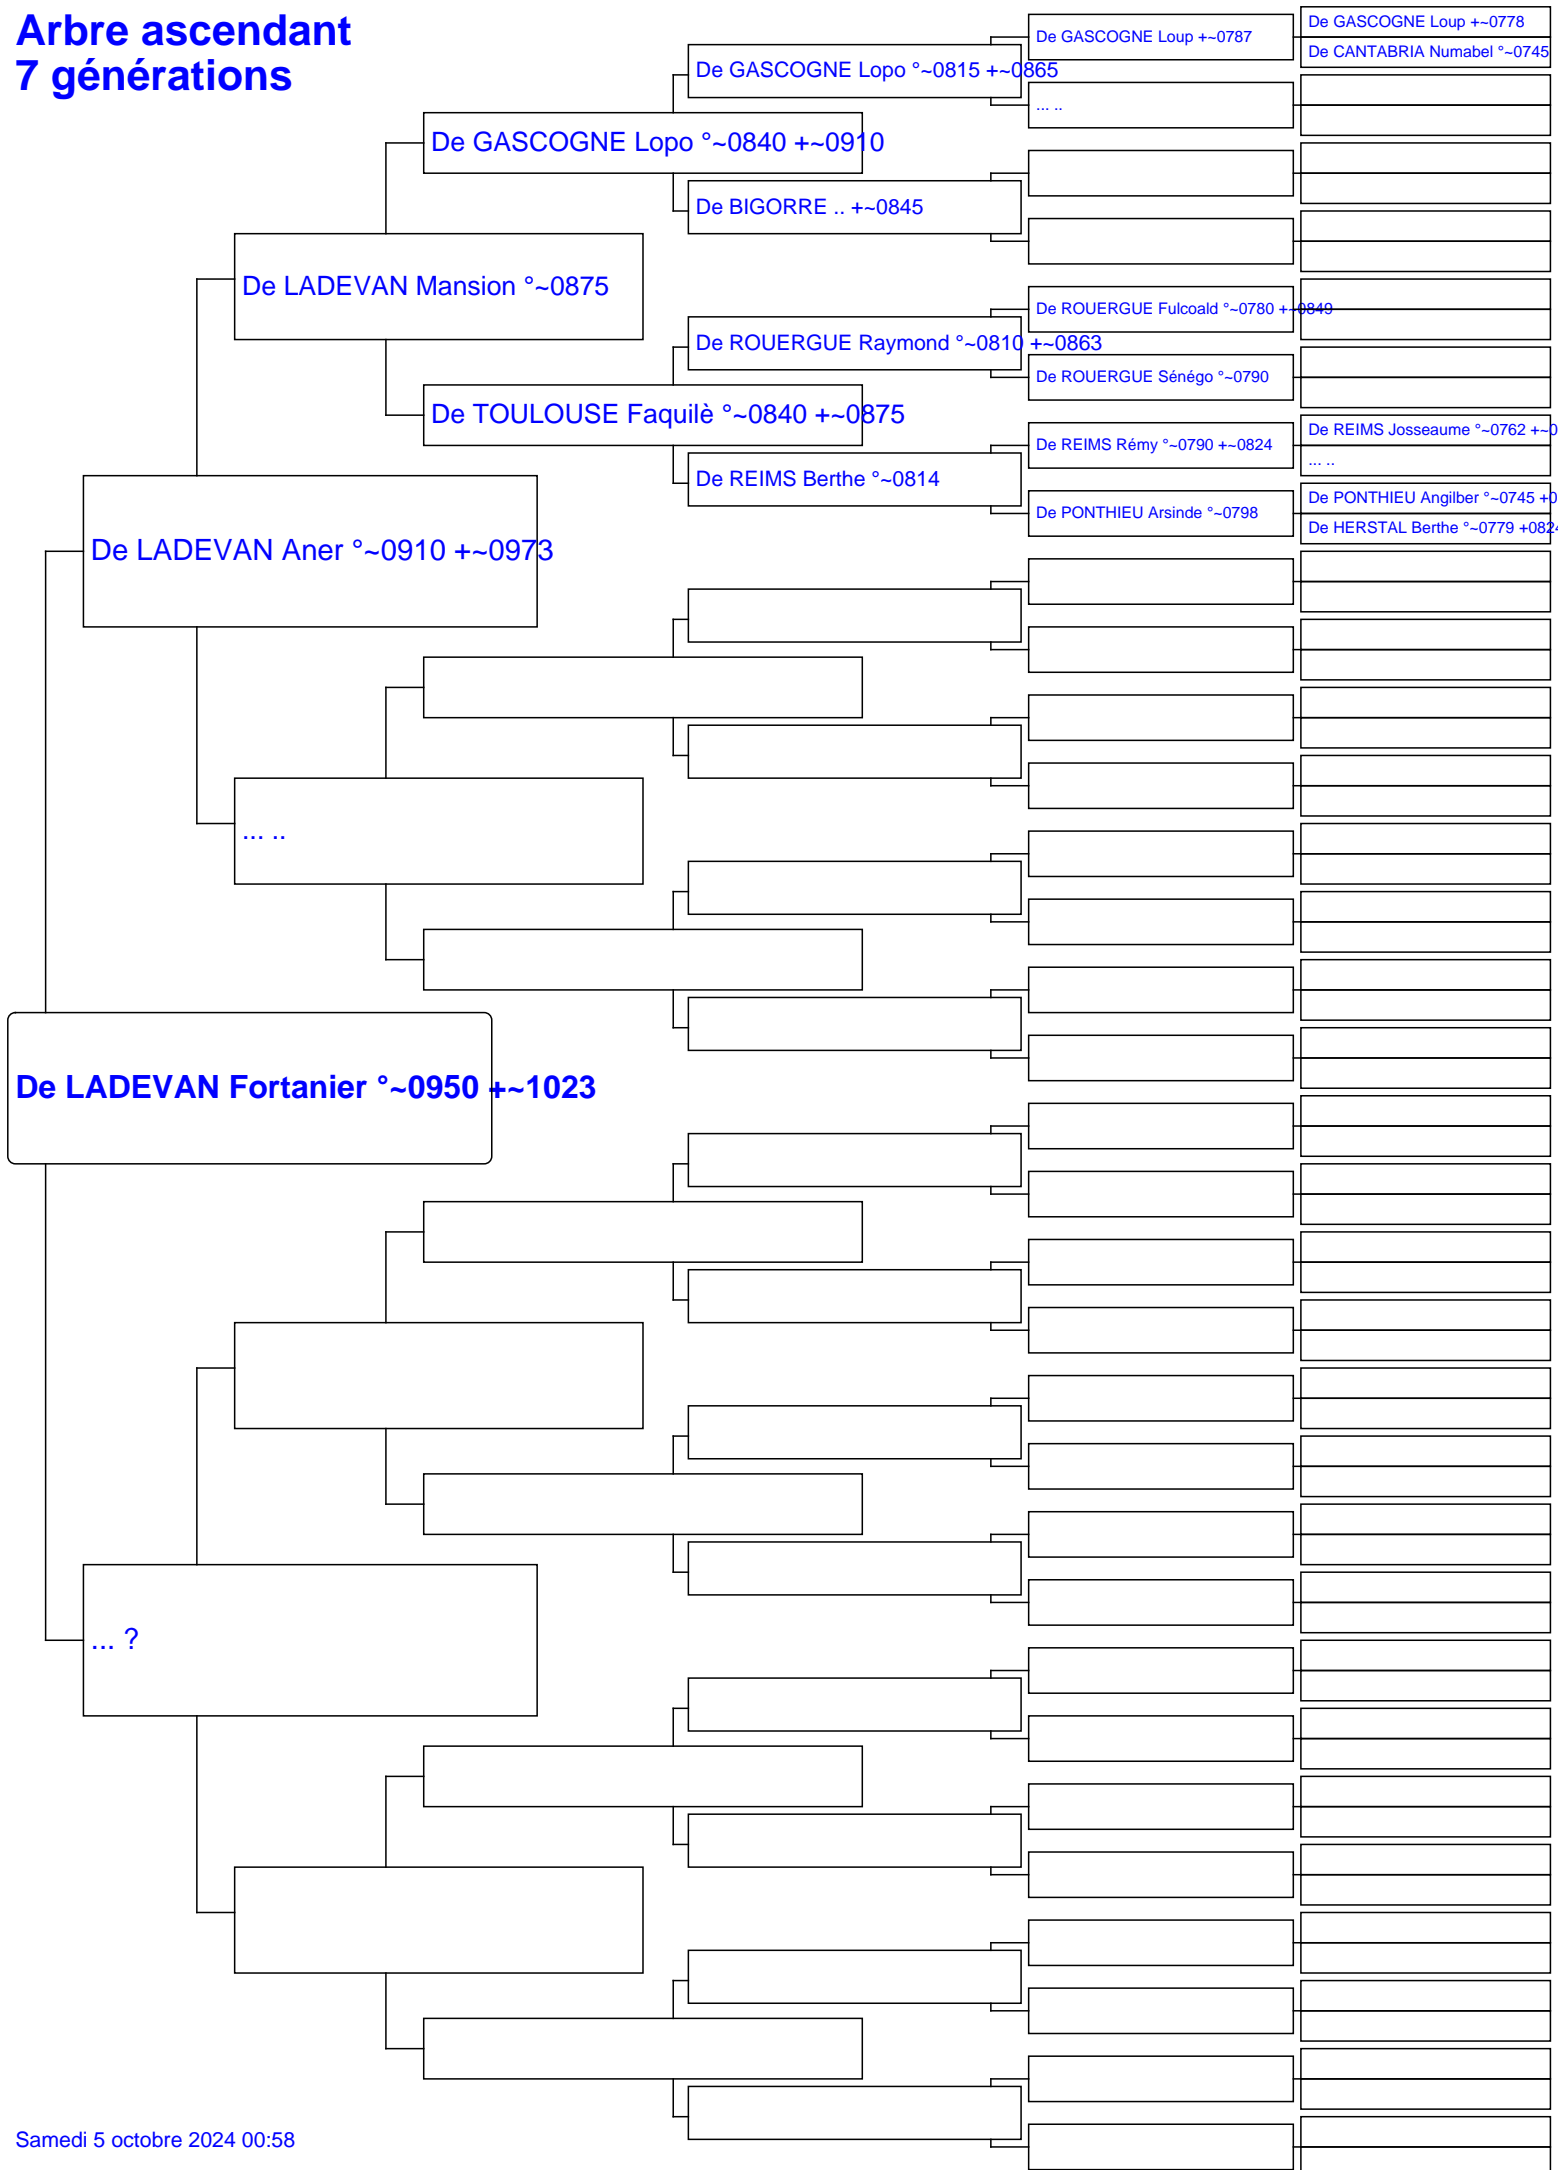 Arbre ascendant
7 générations
De GASCOGNE Loup +~0778
De GASCOGNE Loup +~0787
De CANTABRIA Numabel °~0745
De GASCOGNE Lopo °~0815 +~0865
... ..
De GASCOGNE Lopo °~0840 +~0910
De BIGORRE .. +~0845
De LADEVAN Mansion °~0875
De ROUERGUE Fulcoald °~0780 +~0849
De ROUERGUE Raymond °~0810 +~0863
De ROUERGUE Sénégo °~0790
De TOULOUSE Faquilè °~0840 +~0875
De REIMS Josseaume °~0762 +~0
De REIMS Rémy °~0790 +~0824
... ..
De REIMS Berthe °~0814
De PONTHIEU Angilber °~0745 +0
De PONTHIEU Arsinde °~0798
De HERSTAL Berthe °~0779 +0824
De LADEVAN Aner °~0910 +~0973
... ..
De LADEVAN Fortanier °~0950 +~1023
... ?
Samedi 5 octobre 2024 00:58